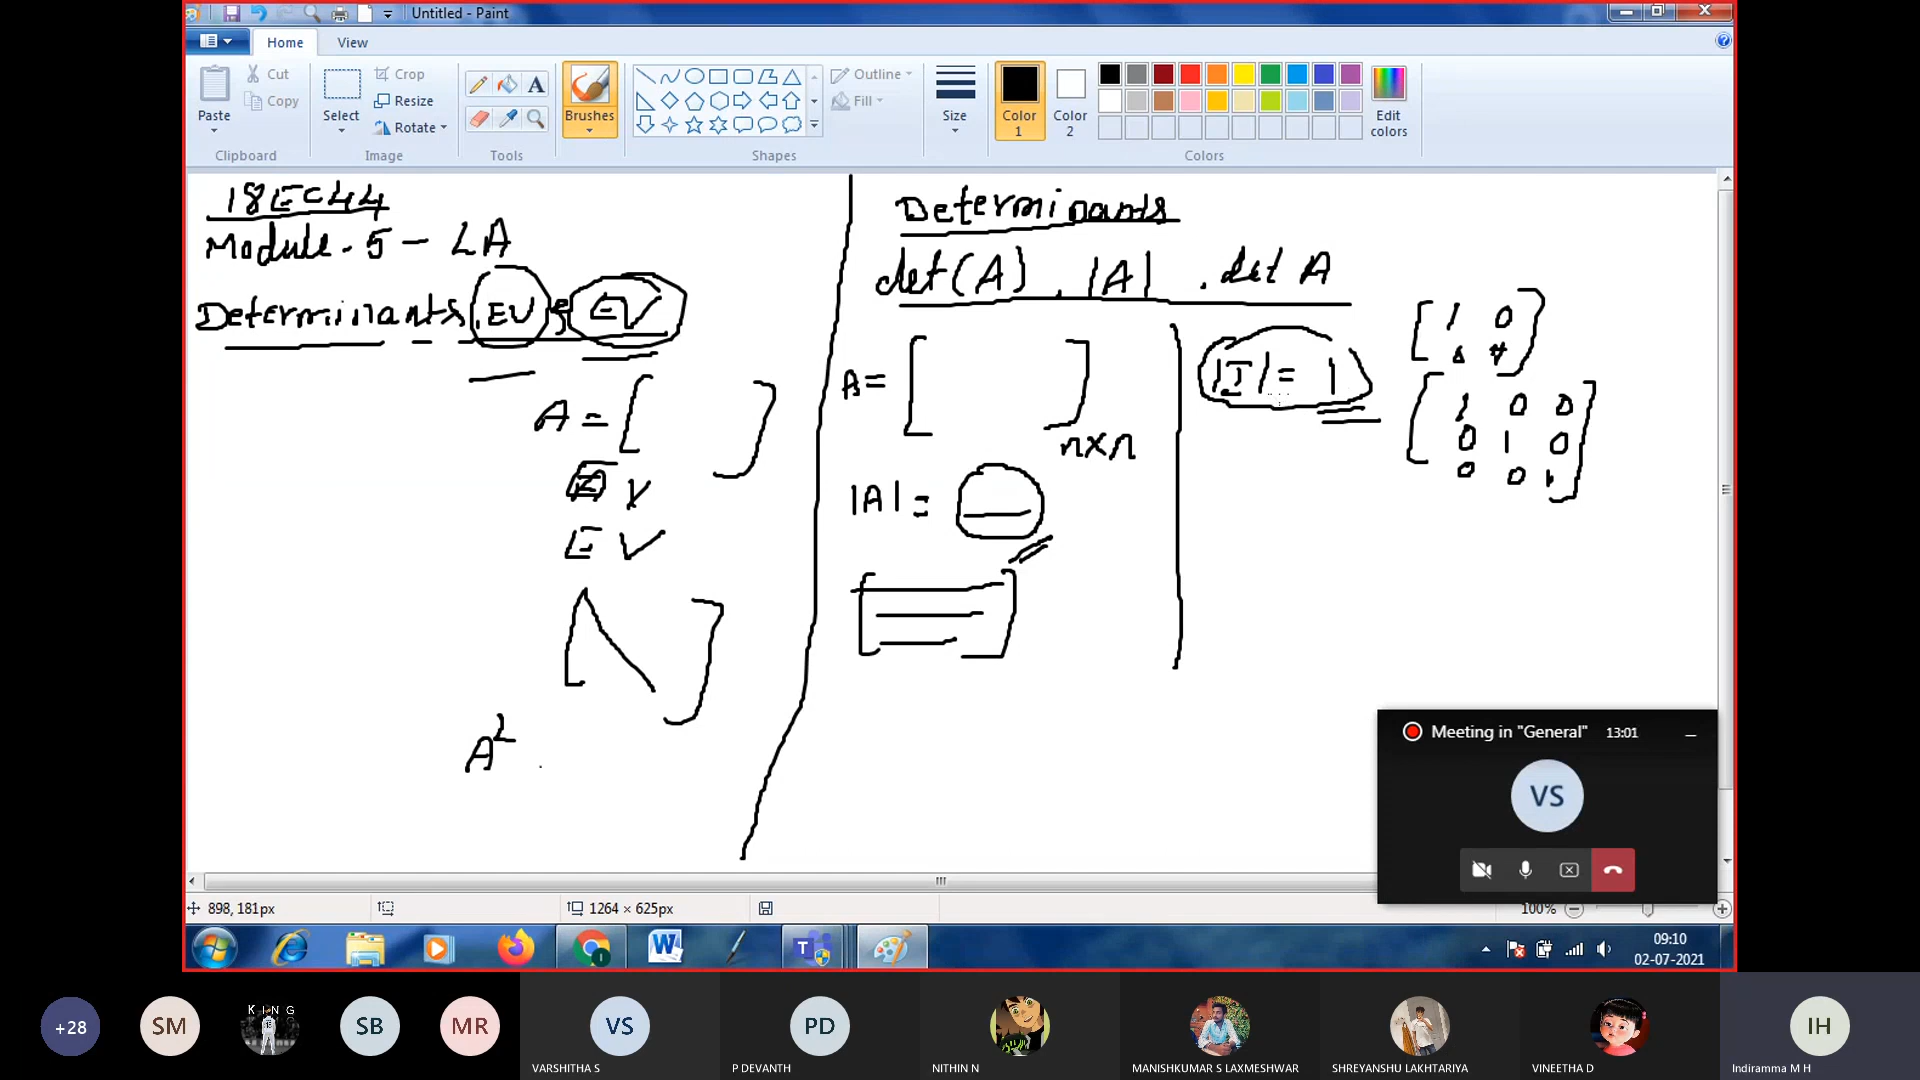 Untitled - Paint
Home View
Paste
Cut
Copy
Select
Crop
Resize
Rotate
Brushes
Outline
Fill
Size
Color 1
Color 2
Edit colors
Clipboard Image Tools Shapes Colors
18EC44
Module. 5 - LA
Determinants, EV & EV
A = [ ]
EV
A²
Determinants
det(A), |A|, det A
A = [ ] n×n
|A| =
|I| = 1
1 0
1 0 0
0 1 0
0 0 1
Meeting in "General" 13:01
VS
898, 181px
1264 × 625px
100%
09:10
02-07-2021
+28 SM KING SB MR VS PD IH
VARSHITHA S
P DEVANTH
NITHIN N
MANISHKUMAR S LAXMESHWAR
SHREYANSHU LAKHTARIYA
VINEETHA D
Indiramma M H